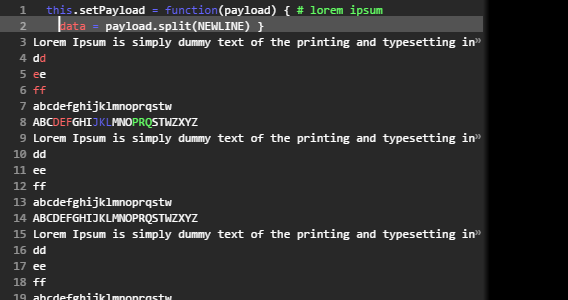 1 this.setPayload = function(payload) { # lorem ipsum
2 data = payload.split(NEWLINE) }
3 Lorem Ipsum is simply dummy text of the printing and typesetting in»
4 dd
5 ee
6 ff
7 abcdefghijklmnoprqstw
8 ABCDEFGHIJKLMNOPRQSTWZXYZ
9 Lorem Ipsum is simply dummy text of the printing and typesetting in»
10 dd
11 ee
12 ff
13 abcdefghijklmnoprqstw
14 ABCDEFGHIJKLMNOPRQSTWZXYZ
15 Lorem Ipsum is simply dummy text of the printing and typesetting in»
16 dd
17 ee
18 ff
19 abcdefghijklmnoprqstw